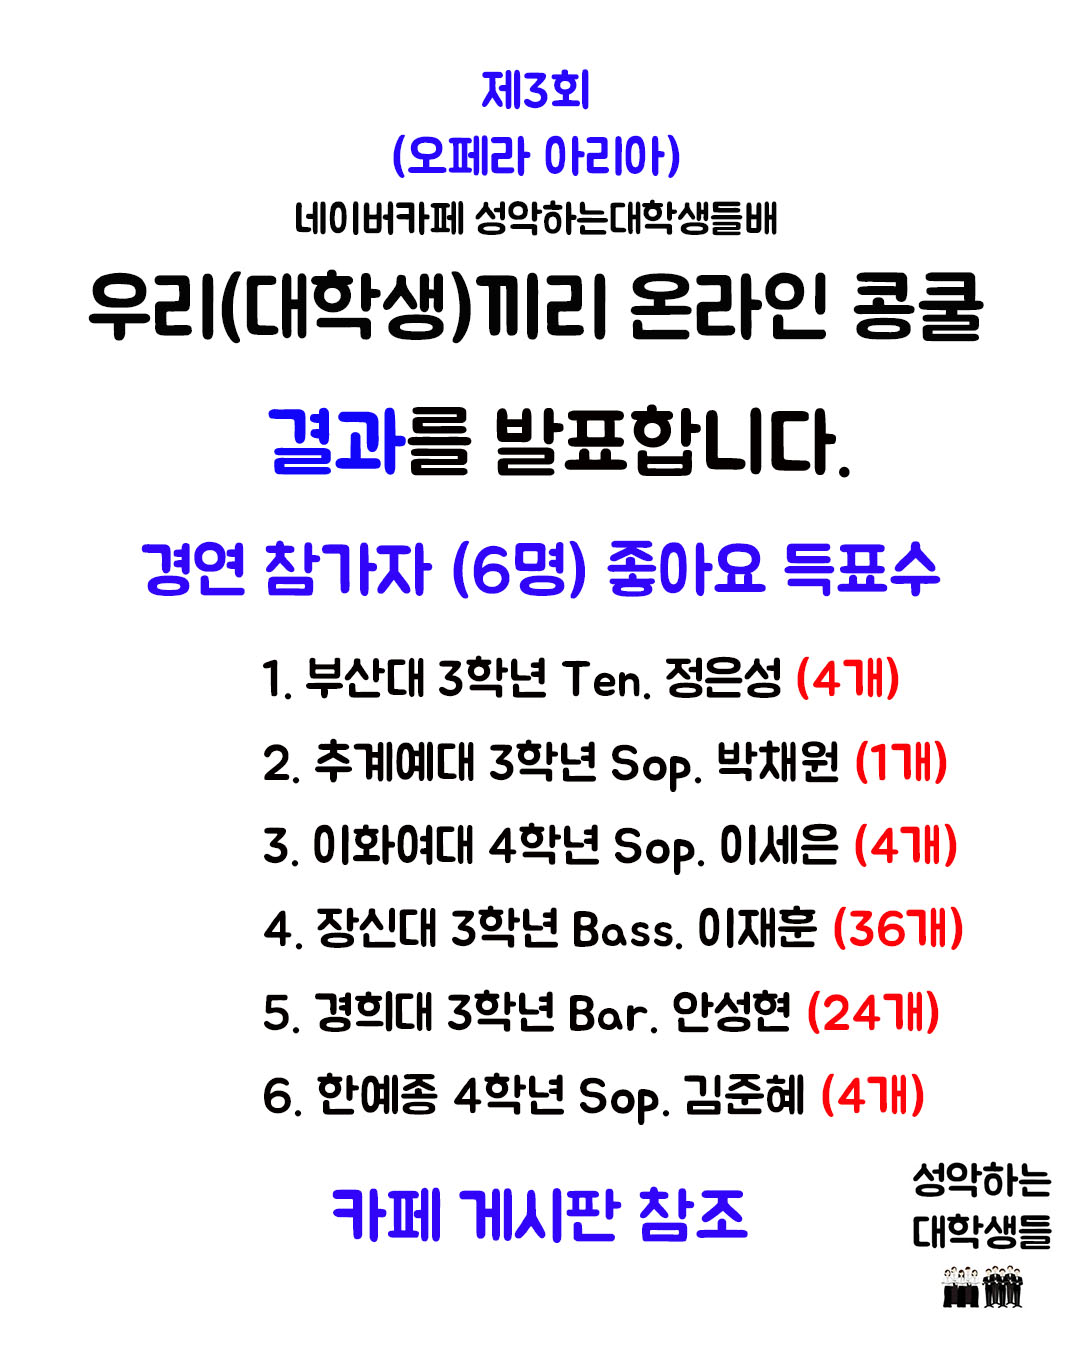 제3회
(오페라 아리아)
네이버카페 성악하는대학생들배
우리(대학생)끼리 온라인 콩쿨
결과를 발표합니다.
경연 참가자 (6명) 좋아요 득표수
1. 부산대 3학년 Ten. 정은성 (4개)
2. 추계예대 3학년 Sop. 박채원 (1개)
3. 이화여대 4학년 Sop. 이세은 (4개)
4. 장신대 3학년 Bass. 이재훈 (36개)
5. 경희대 3학년 Bar. 안성현 (24개)
6. 한예종 4학년 Sop. 김준혜 (4개)
카페 게시판 참조
성악하는
대학생들